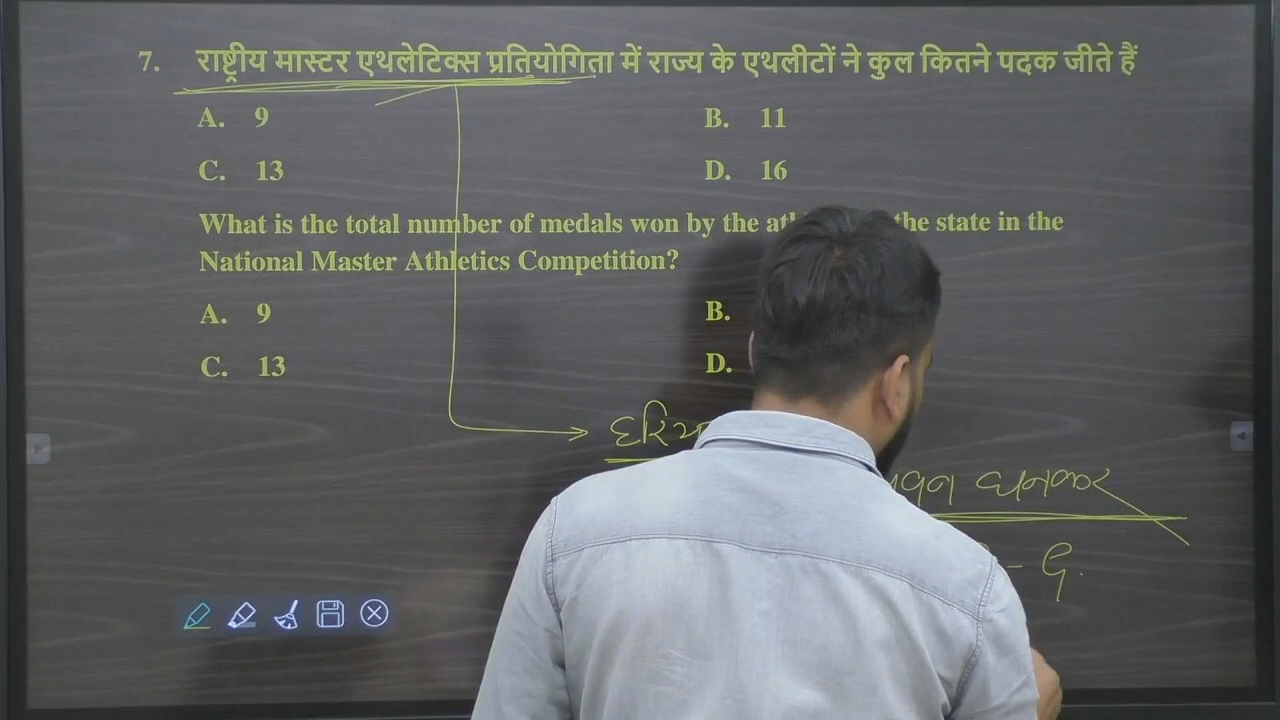 7. राष्ट्रीय मास्टर एथलेटिक्स प्रतियोगिता में राज्य के एथलीटों ने कुल कितने पदक जीते हैं
A. 9 B. 11
C. 13 D. 16
What is the total number of medals won by the the state in the
National Master Athletics Competition?
A. 9 B.
C. 13 D.
धनकर
- G.